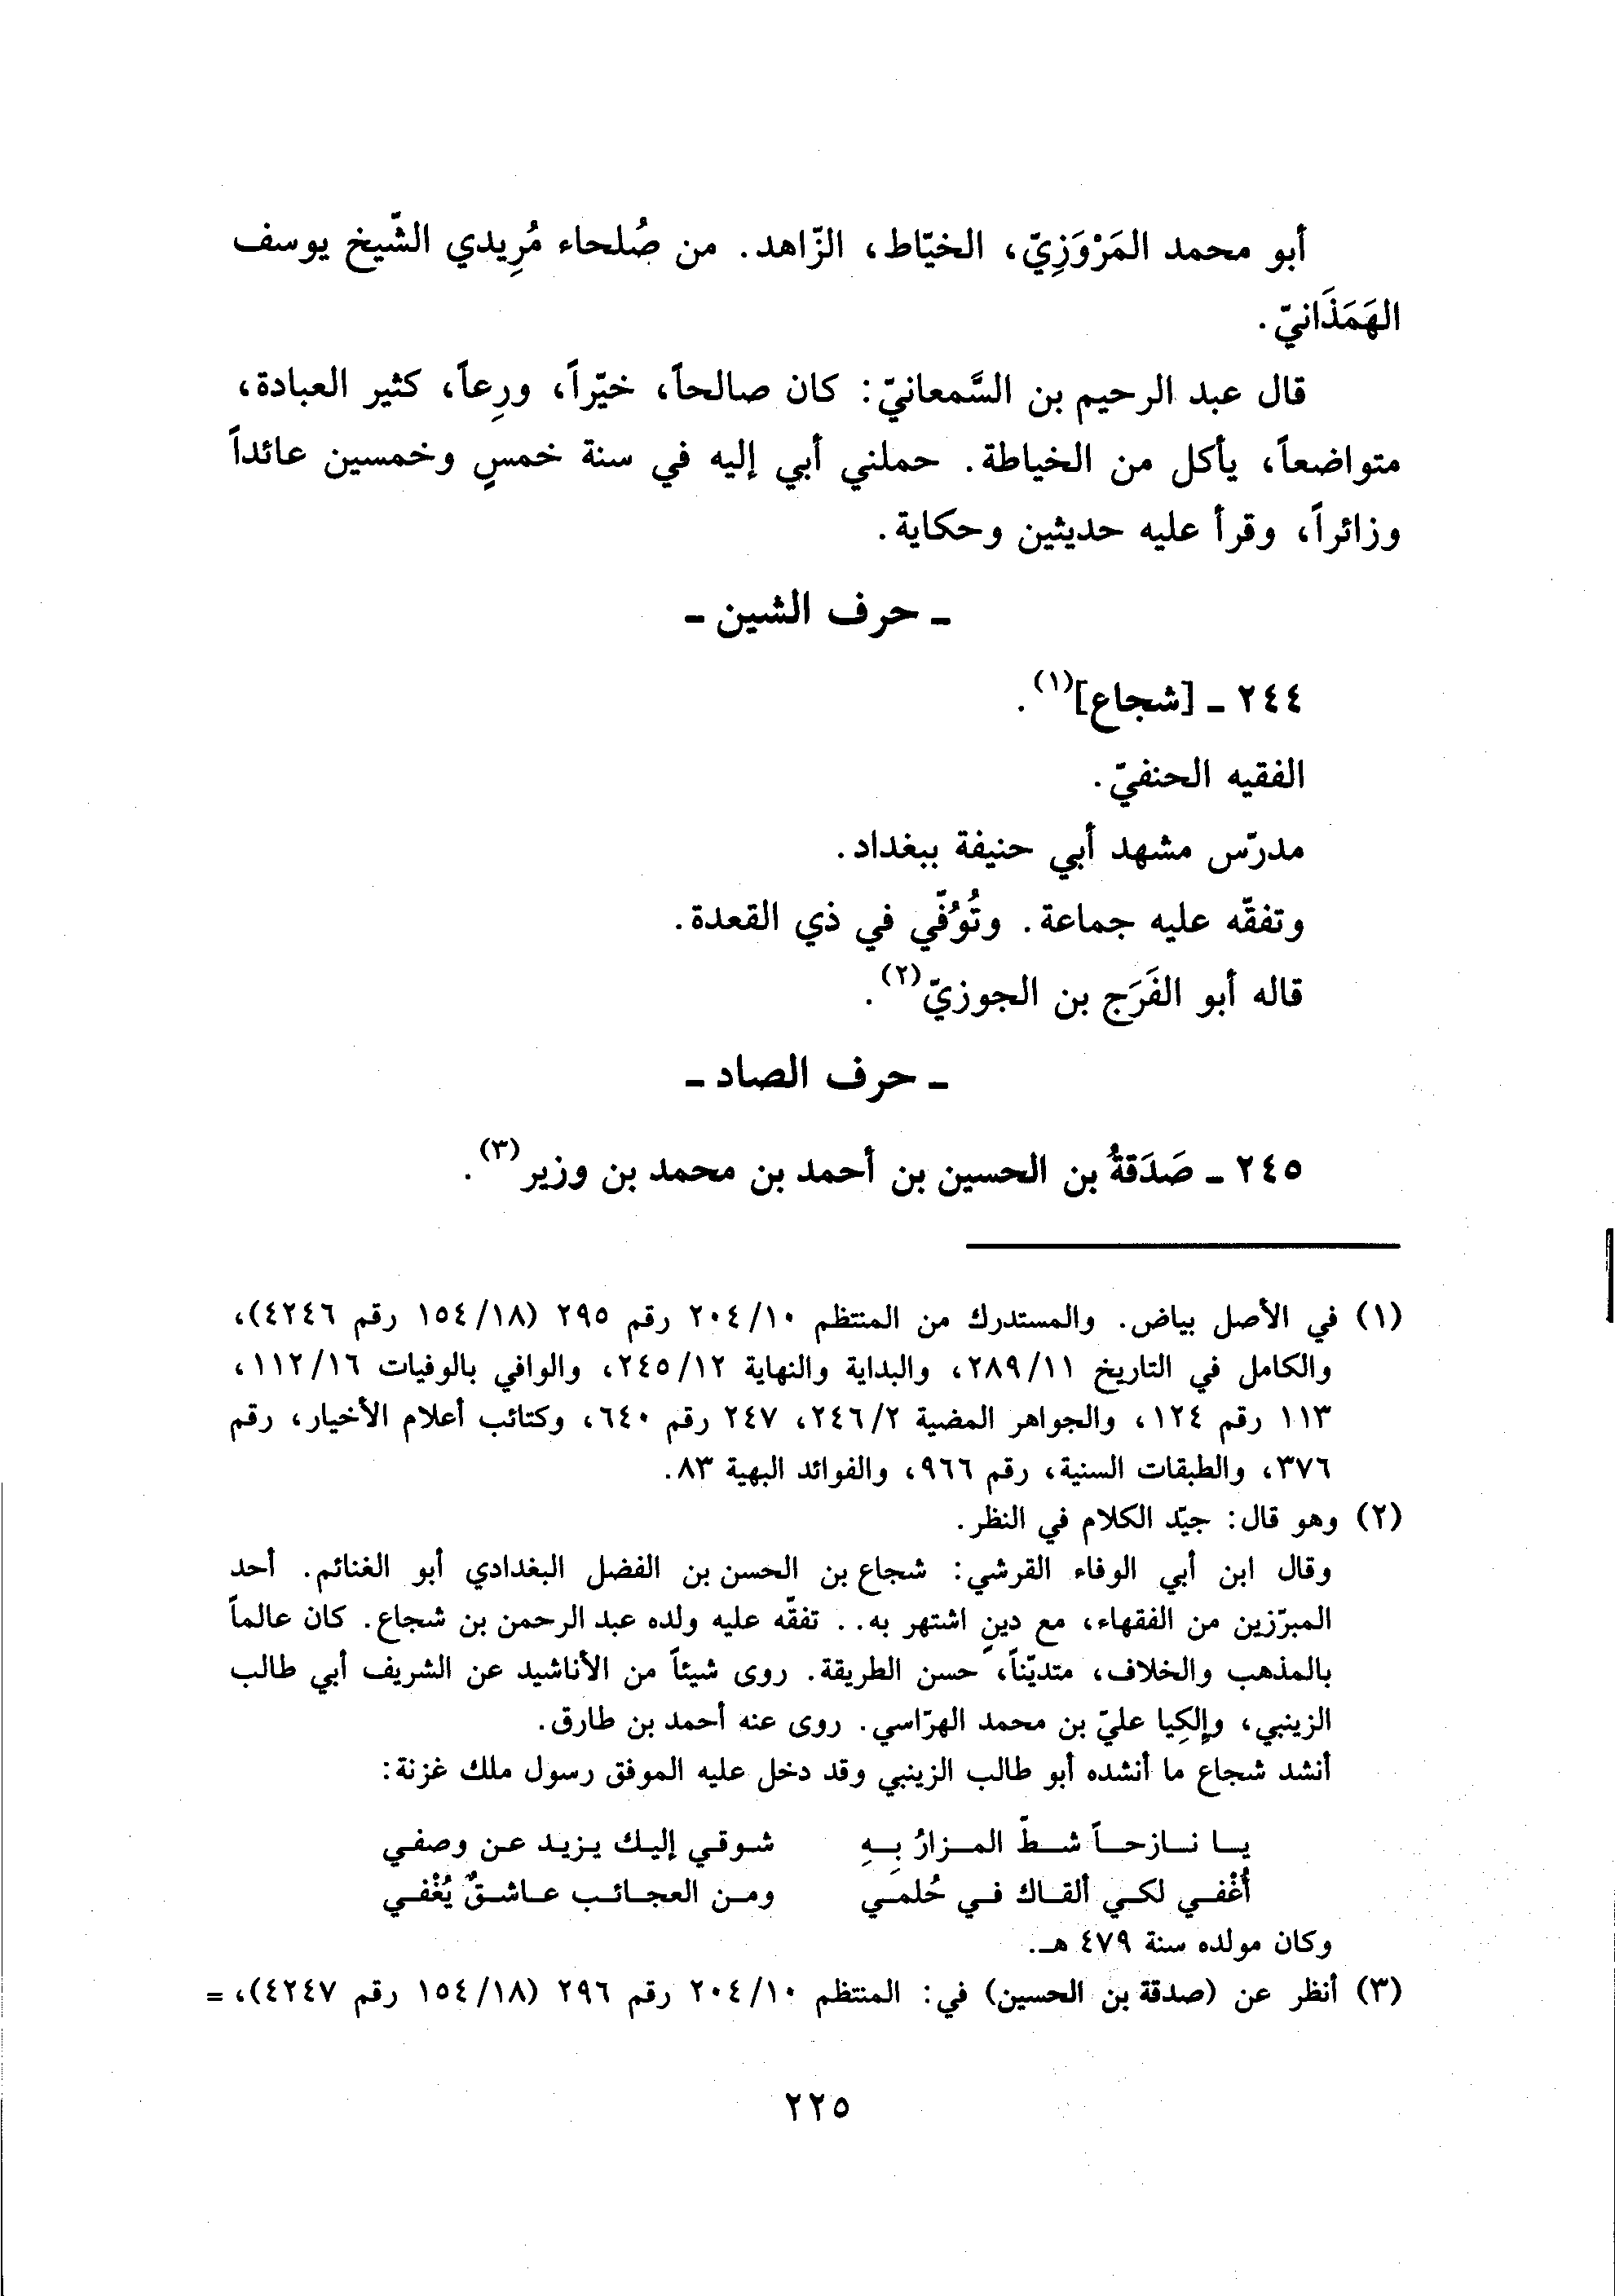 أبو محمد المَرْوَزِيّ، الخيّاط، الزّاهد. من صُلحاء مُرِيدي الشّيخ يوسف
الهَمَذَانيّ.
قال عبد الرحيم بن السَّمعانيّ: كان صالحاً، خيّراً، ورِعاً، كثير العبادة،
متواضعاً، يأكل من الخياطة. حملني أبي إليه في سنة خمسٍ وخمسين عائداً
وزائراً، وقرأ عليه حديثين وحكاية.
ـ حرف الشين ـ
٢٤٤ ـ [شجاع](١).
الفقيه الحنفيّ.
مدرّس مشهد أبي حنيفة ببغداد.
وتفقّه عليه جماعة. وتُوُفّي في ذي القعدة.
قاله أبو الفَرَج بن الجوزيّ(٢).
ـ حرف الصاد ـ
٢٤٥ ـ صَدَقةُ بن الحسين بن أحمد بن محمد بن وزير(٣).
(١) في الأصل بياض. والمستدرك من المنتظم ٢٠٤/١٠ رقم ٢٩٥ (١٥٤/١٨ رقم ٤٢٤٦)،
والكامل في التاريخ ٢٨٩/١١، والبداية والنهاية ٢٤٥/١٢، والوافي بالوفيات ١١٢/١٦،
١١٣ رقم ١٢٤، والجواهر المضية ٢٤٦/٢، ٢٤٧ رقم ٦٤٠، وكتائب أعلام الأخيار، رقم
٣٧٦، والطبقات السنية، رقم ٩٦٦، والفوائد البهية ٨٣.
(٢) وهو قال: جيّد الكلام في النظر.
وقال ابن أبي الوفاء القرشي: شجاع بن الحسن بن الفضل البغدادي أبو الغنائم. أحد
المبرّزين من الفقهاء، مع دينٍ اشتهر به.. تفقّه عليه ولده عبد الرحمن بن شجاع. كان عالماً
بالمذهب والخلاف، متديّناً، حسن الطريقة. روى شيئاً من الأناشيد عن الشريف أبي طالب
الزينبي، وإلكِيا عليّ بن محمد الهرّاسي. روى عنه أحمد بن طارق.
أنشد شجاع ما أنشده أبو طالب الزينبي وقد دخل عليه الموفق رسول ملك غزنة:
يا نازحاً شطّ المزارُ بِهِ شوقي إليك يزيد عن وصفي
أُغْفي لكي ألقاك في حُلمي ومن العجائب عاشقٌ يُغْفي
وكان مولده سنة ٤٧٩ هـ.
(٣) أنظر عن (صدقة بن الحسين) في: المنتظم ٢٠٤/١٠ رقم ٢٩٦ (١٥٤/١٨ رقم ٤٢٤٧)، =
٢٢٥